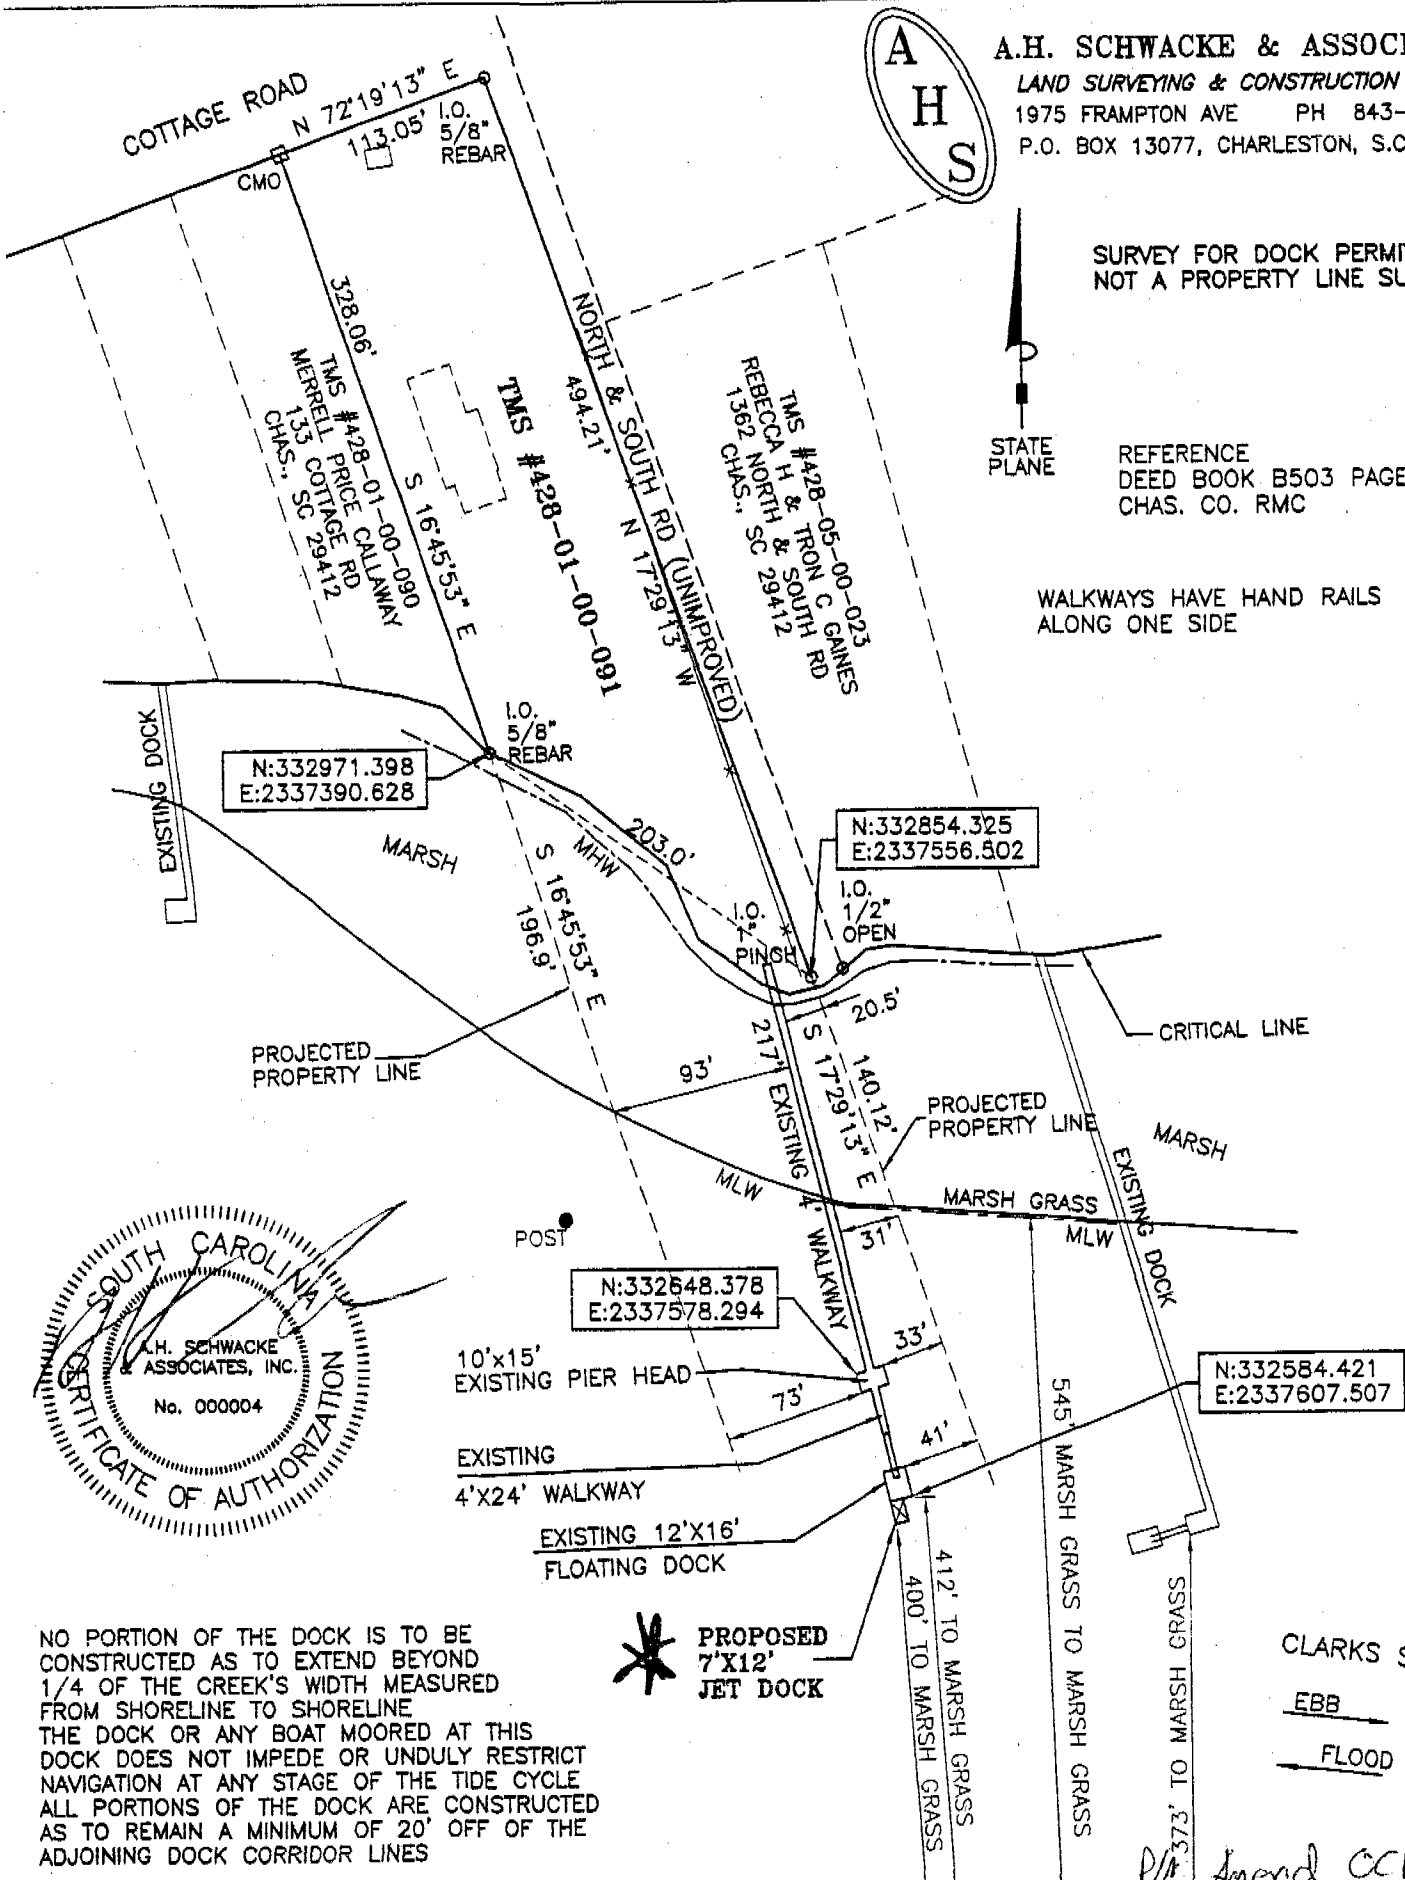 A
H
S
A.H. SCHWACKE & ASSOCI
LAND SURVEYING & CONSTRUCTION
1975 FRAMPTON AVE PH 843-
P.O. BOX 13077, CHARLESTON, S.C
COTTAGE ROAD
N 72°19'13" E
113.05'
I.O.
5/8"
REBAR
CMO
SURVEY FOR DOCK PERMIT
NOT A PROPERTY LINE SU
STATE
PLANE
REFERENCE
DEED BOOK B503 PAGE
CHAS. CO. RMC
WALKWAYS HAVE HAND RAILS
ALONG ONE SIDE
328.06'
S 16°45'53" E
TMS #428-01-00-090
MERRELL PRICE CALLAWAY
133 COTTAGE RD
CHAS., SC 29412
TMS #428-01-00-091
NORTH & SOUTH RD (UNIMPROVED)
494.21'
N 17°29'13" W
TMS #428-05-00-023
REBECCA H & TRON C GAINES
1362 NORTH & SOUTH RD
CHAS., SC 29412
EXISTING DOCK
N:332971.398
E:2337390.628
I.O.
5/8"
REBAR
MARSH
MHW
203.0'
S 16°45'53" E
196.9'
N:332854.325
E:2337556.502
I.O.
1"
PINCH
I.O.
1/2"
OPEN
20.5'
CRITICAL LINE
PROJECTED
PROPERTY LINE
93'
217' EXISTING 4' WALKWAY
S 17°29'13" E
140.12'
PROJECTED
PROPERTY LINE
MARSH
EXISTING DOCK
MLW
MARSH GRASS
MLW
31'
POST
N:332648.378
E:2337578.294
33'
10'x15'
EXISTING PIER HEAD
73'
N:332584.421
E:2337607.507
41'
EXISTING
4'X24' WALKWAY
EXISTING 12'X16'
FLOATING DOCK
SOUTH CAROLINA
A.H. SCHWACKE
& ASSOCIATES, INC.
No. 000004
CERTIFICATE OF AUTHORIZATION
PROPOSED
7'X12'
JET DOCK
400' TO MARSH GRASS
412' TO MARSH GRASS
545' MARSH GRASS TO MARSH GRASS
373' TO MARSH GRASS
CLARKS S
EBB
FLOOD
NO PORTION OF THE DOCK IS TO BE
CONSTRUCTED AS TO EXTEND BEYOND
1/4 OF THE CREEK'S WIDTH MEASURED
FROM SHORELINE TO SHORELINE
THE DOCK OR ANY BOAT MOORED AT THIS
DOCK DOES NOT IMPEDE OR UNDULY RESTRICT
NAVIGATION AT ANY STAGE OF THE TIDE CYCLE
ALL PORTIONS OF THE DOCK ARE CONSTRUCTED
AS TO REMAIN A MINIMUM OF 20' OFF OF THE
ADJOINING DOCK CORRIDOR LINES
Amend